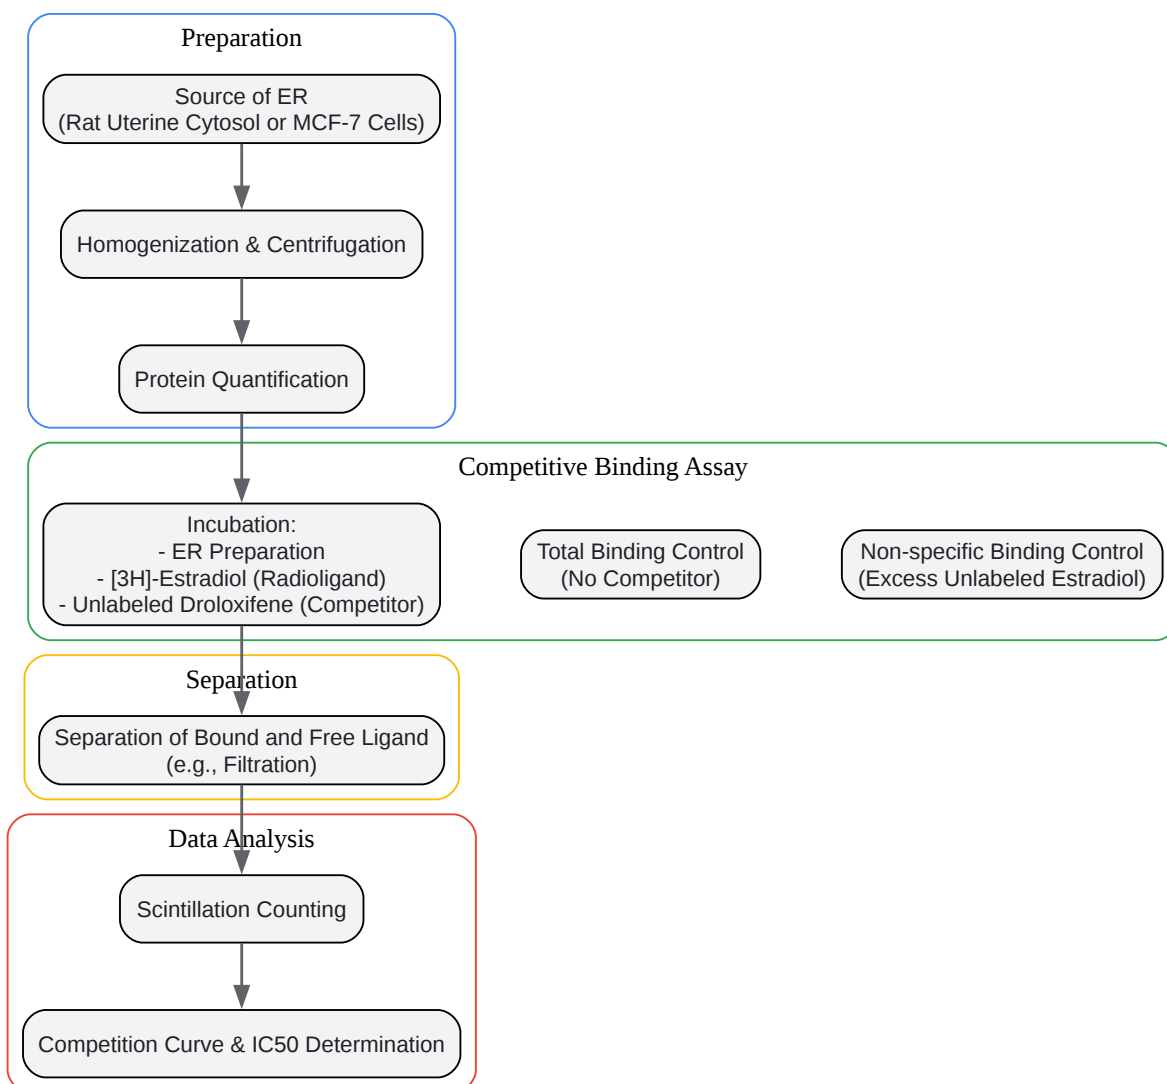 Preparation
Source of ER
(Rat Uterine Cytosol or MCF-7 Cells)
Homogenization & Centrifugation
Protein Quantification
Competitive Binding Assay
Incubation:
- ER Preparation
- [3H]-Estradiol (Radioligand)
- Unlabeled Droloxifene (Competitor)
Total Binding Control
(No Competitor)
Non-specific Binding Control
(Excess Unlabeled Estradiol)
Separation
Separation of Bound and Free Ligand
(e.g., Filtration)
Data Analysis
Scintillation Counting
Competition Curve & IC50 Determination